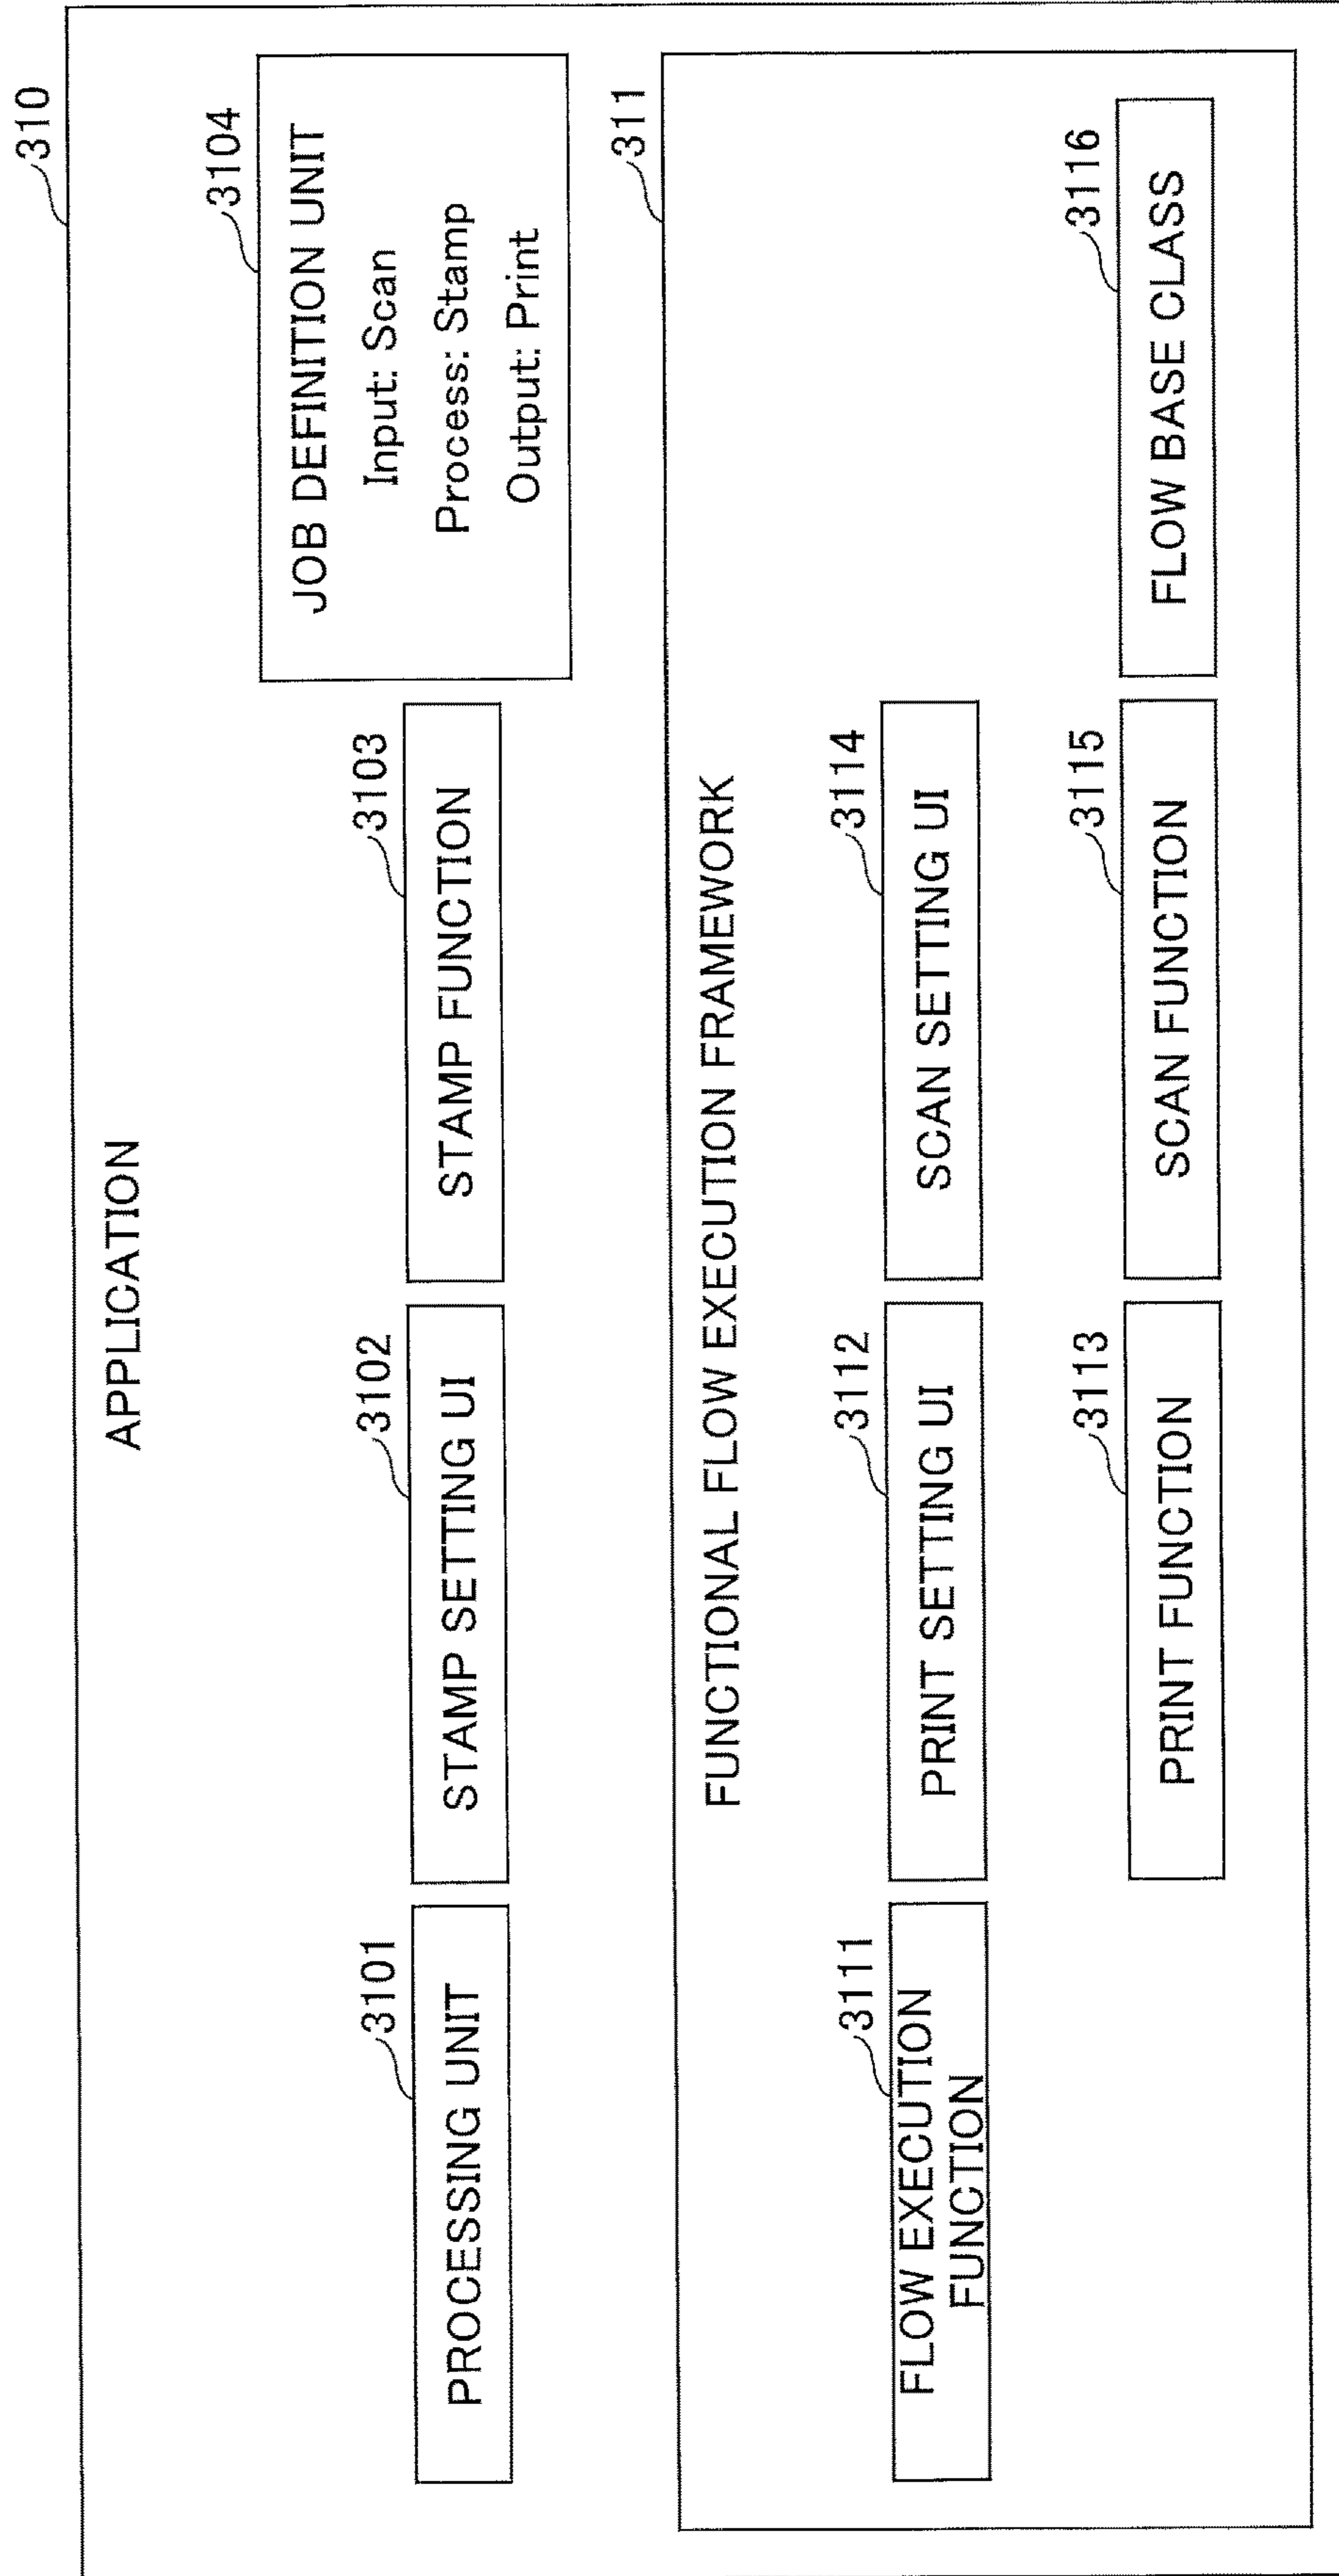 310
APPLICATION
3101
PROCESSING UNIT
3102
STAMP SETTING UI
3103
STAMP FUNCTION
3104
JOB DEFINITION UNIT
Input: Scan
Process: Stamp
Output: Print
311
FUNCTIONAL FLOW EXECUTION FRAMEWORK
3111
FLOW EXECUTION
FUNCTION
3112
PRINT SETTING UI
3114
SCAN SETTING UI
3113
PRINT FUNCTION
3115
SCAN FUNCTION
3116
FLOW BASE CLASS